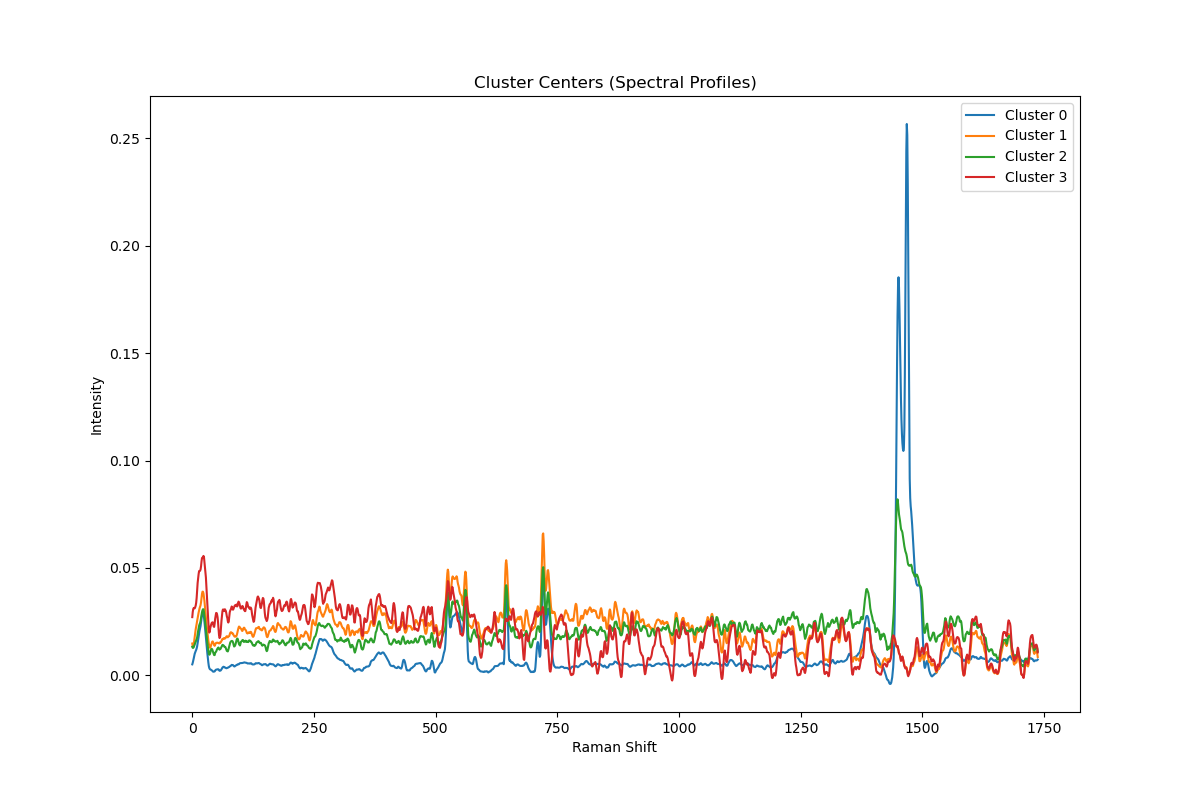 Cluster Centers (Spectral Profiles)
Cluster 0
Cluster 1
Cluster 2
Cluster 3
0.25
0.20
0.15
0.10
0.05
0.00
Intensity
0 250 500 750 1000 1250 1500 1750
Raman Shift